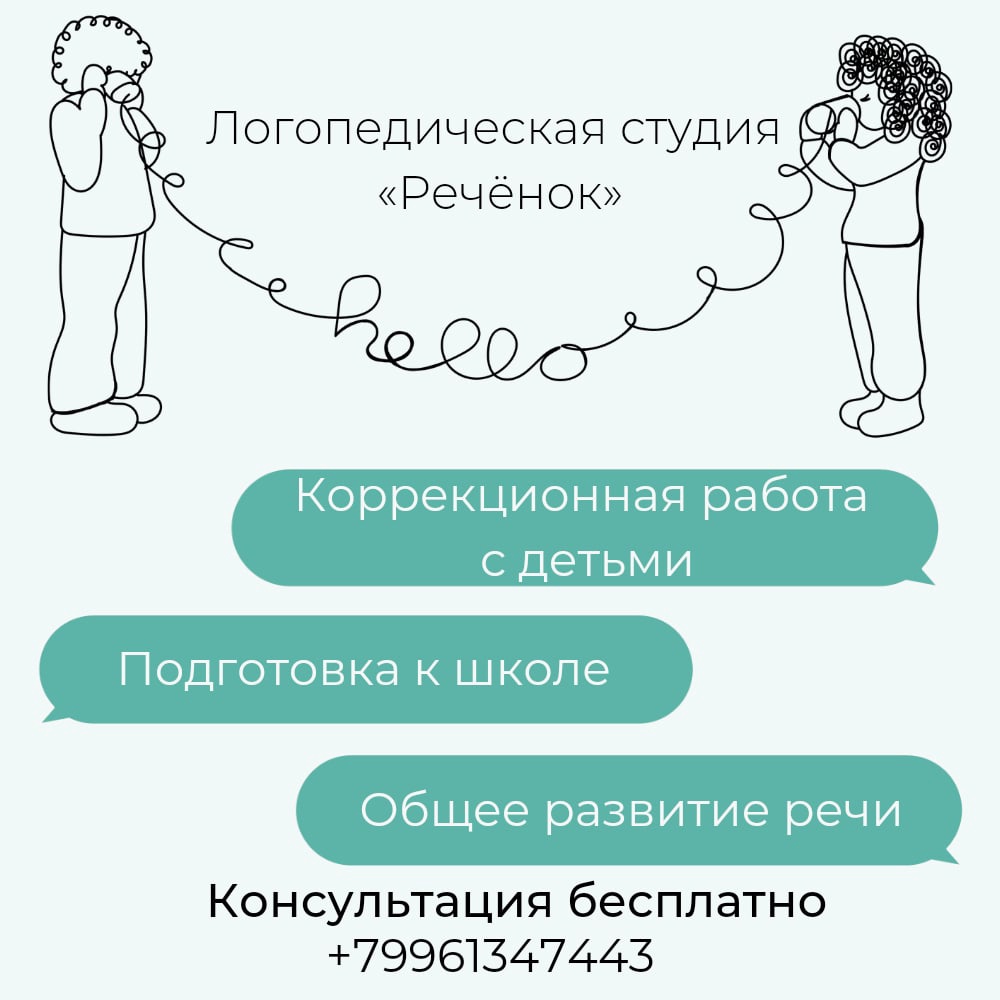 Логопедическая студия
«Речёнок»
hello
Коррекционная работа
с детьми
Подготовка к школе
Общее развитие речи
Консультация бесплатно
+79961347443